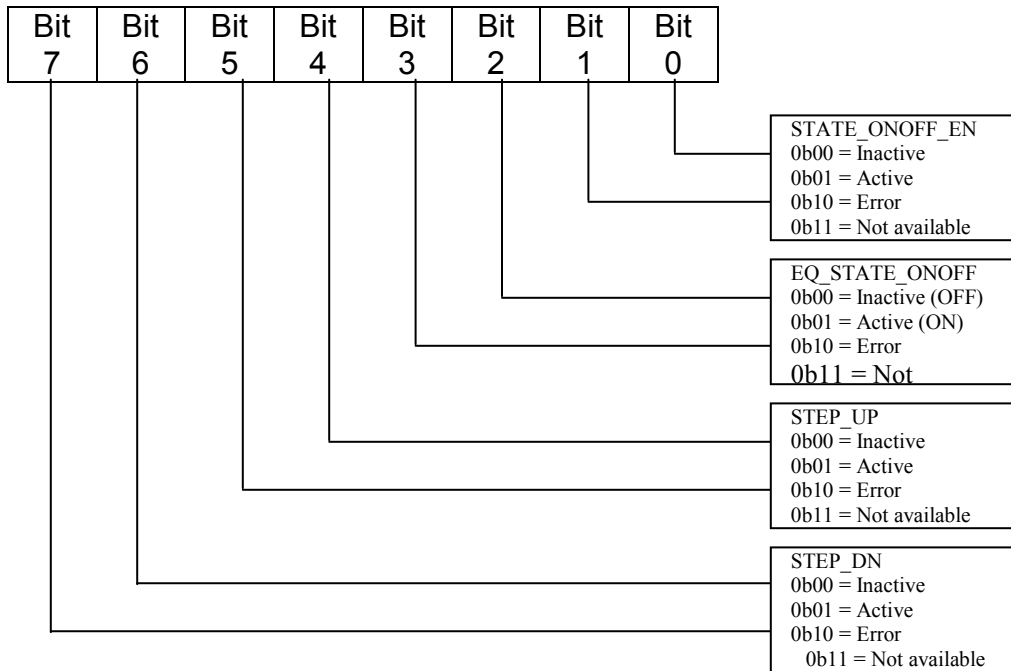 Bit Bit Bit Bit Bit Bit Bit Bit
7 6 5 4 3 2 1 0
STATE_ONOFF_EN
0b00 = Inactive
0b01 = Active
0b10 = Error
0b11 = Not available
EQ_STATE_ONOFF
0b00 = Inactive (OFF)
0b01 = Active (ON)
0b10 = Error
0b11 = Not
STEP_UP
0b00 = Inactive
0b01 = Active
0b10 = Error
0b11 = Not available
STEP_DN
0b00 = Inactive
0b01 = Active
0b10 = Error
0b11 = Not available